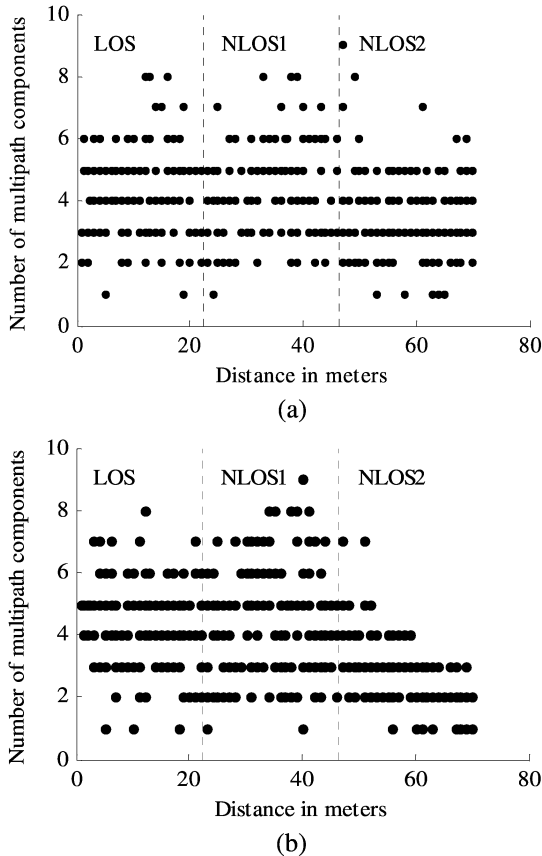 10
LOS NLOS1 NLOS2
8
6
4
2
0
0 20 40 60 80
Number of multipath components
Distance in meters
(a)
10
LOS NLOS1 NLOS2
8
6
4
2
0
0 20 40 60 80
Number of multipath components
Distance in meters
(b)